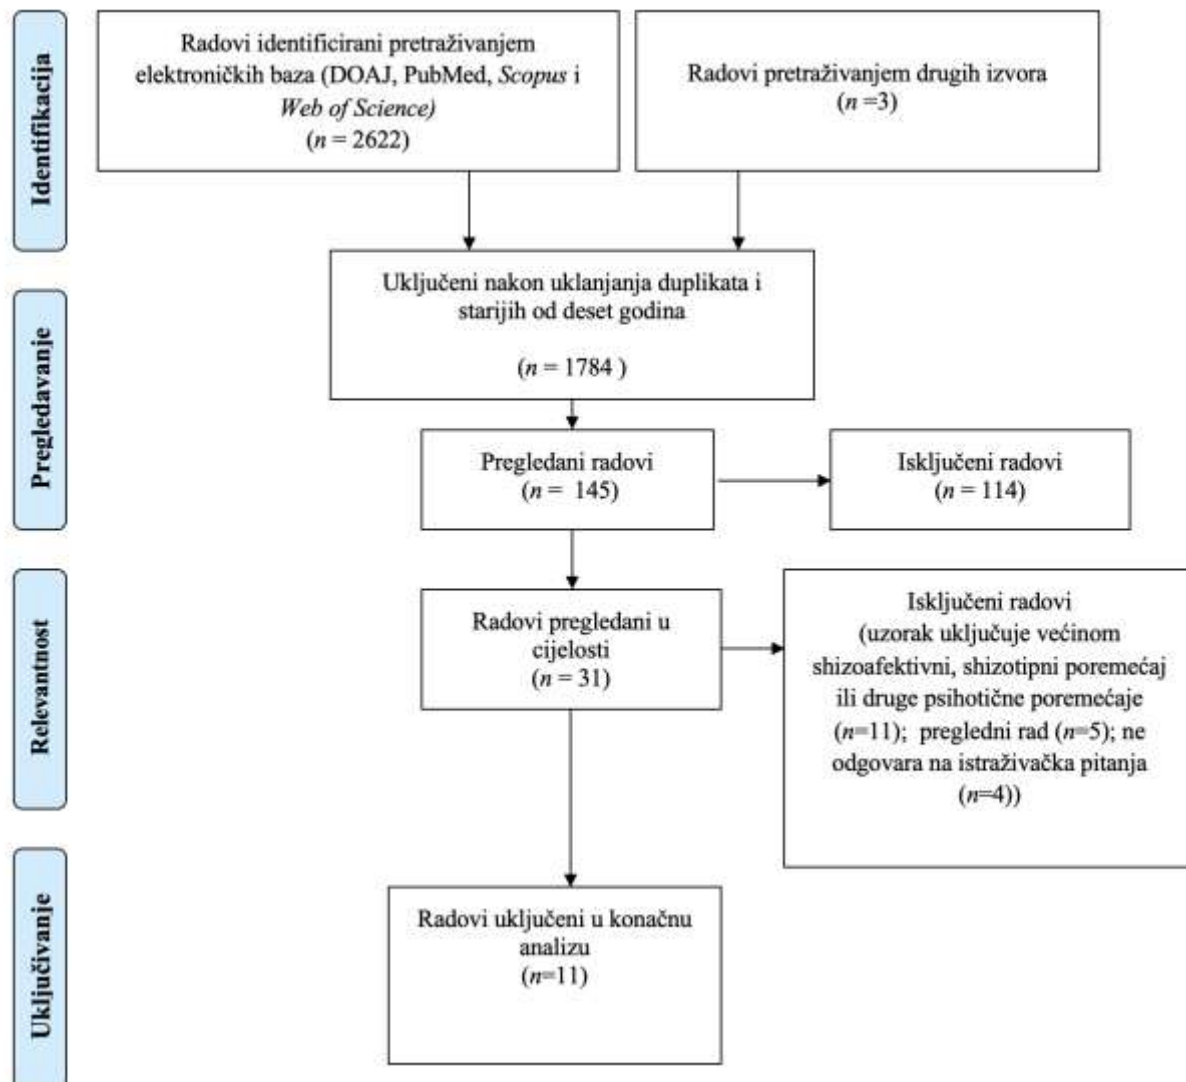 Identifikacija
Radovi identificirani pretraživanjem
elektroničkih baza (DOAJ, PubMed, Scopus i
Web of Science)
(n = 2622)
Radovi pretraživanjem drugih izvora
(n =3)
Pregledavanje
Uključeni nakon uklanjanja duplikata i
starijih od deset godina
(n = 1784 )
Pregledani radovi
(n = 145)
Isključeni radovi
(n = 114)
Relevantnost
Radovi pregledani u
cijelosti
(n = 31)
Isključeni radovi
(uzorak uključuje većinom
shizoafektivni, shizotipni poremećaj
ili druge psihotične poremećaje
(n=11); pregledni rad (n=5); ne
odgovara na istraživačka pitanja
(n=4))
Uključivanje
Radovi uključeni u konačnu
analizu
(n=11)